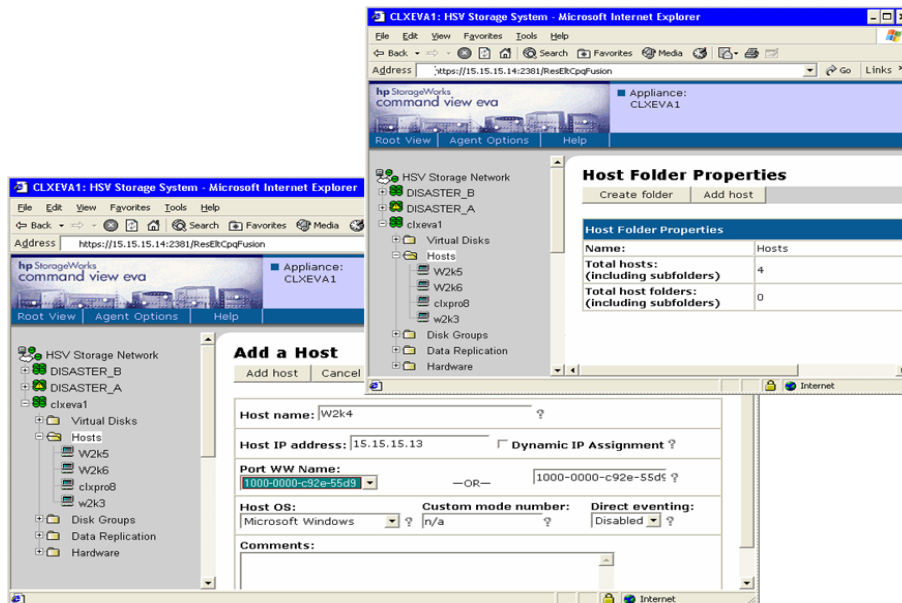 CLXEVA1: HSV Storage System - Microsoft Internet Explorer
File Edit View Favorites Tools Help
Back Search Favorites Media
Address https://15.15.15.14:2381/ResEltCpqFusion Go Links
hp StorageWorks
command view eva
Appliance:
CLXEVA1
Root View Agent Options Help
HSV Storage Network
DISASTER_B
DISASTER_A
clxeva1
Virtual Disks
Hosts
W2k5
W2k6
clxpro8
w2k3
Disk Groups
Data Replication
Hardware
Host Folder Properties
Create folder Add host
Host Folder Properties
Name: Hosts
Total hosts: 4
(including subfolders)
Total host folders: 0
(including subfolders)
Internet
CLXEVA1: HSV Storage System - Microsoft Internet Explorer
File Edit View Favorites Tools Help
Back Search Favorites Media
Address https://15.15.15.14:2381/ResEltCpqFusion
hp StorageWorks
command view eva
Appliance:
CLXEVA1
Root View Agent Options Help
HSV Storage Network
DISASTER_B
DISASTER_A
clxeva1
Virtual Disks
Hosts
W2k5
W2k6
clxpro8
w2k3
Disk Groups
Data Replication
Hardware
Add a Host
Add host Cancel
Host name: W2k4 ?
Host IP address: 15.15.15.13 Dynamic IP Assignment ?
Port WW Name:
1000-0000-c92e-55d9 —OR— 1000-0000-c92e-55d9 ?
Host OS: Custom mode number: Direct eventing:
Microsoft Windows ? n/a ? Disabled ?
Comments:
Internet